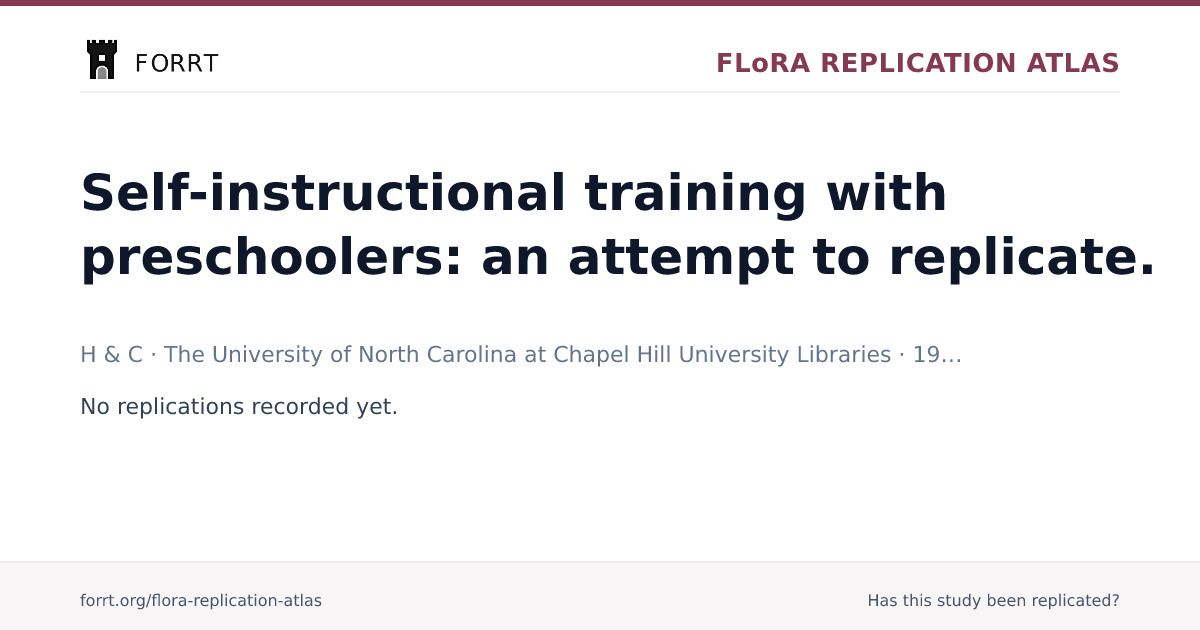 FORRT
FLoRA REPLICATION ATLAS
Self-instructional training with
preschoolers: an attempt to replicate.
H & C · The University of North Carolina at Chapel Hill University Libraries · 19…
No replications recorded yet.
forrt.org/flora-replication-atlas
Has this study been replicated?